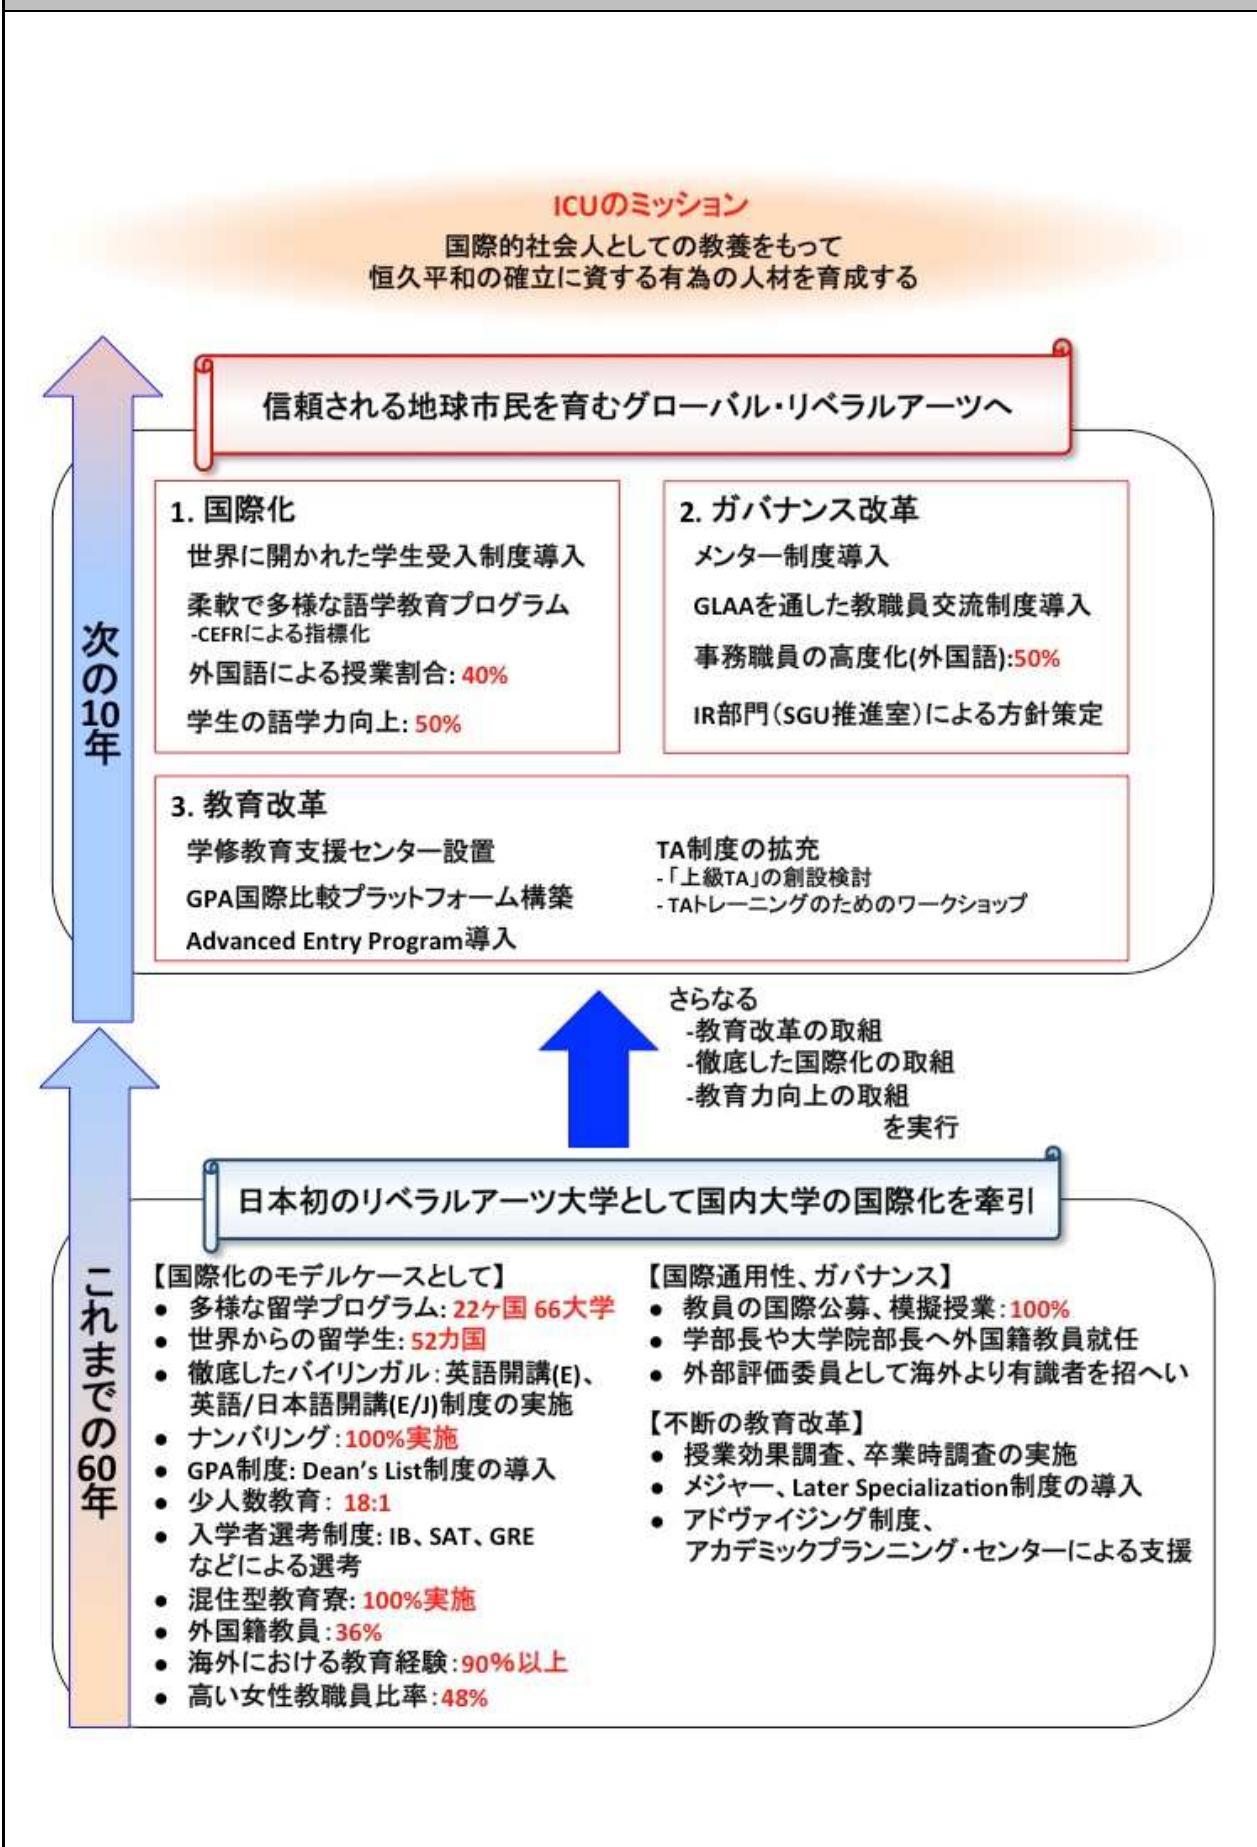 ICUのミッション
国際的社会人としての教養をもって
恒久平和の確立に資する有為の人材を育成する
信頼される地球市民を育むグローバル・リベラルアーツへ
次の10年
1. 国際化
世界に開かれた学生受入制度導入
柔軟で多様な語学教育プログラム
-CEFRによる指標化
外国語による授業割合: 40%
学生の語学力向上: 50%
2. ガバナンス改革
メンター制度導入
GLAAを通した教職員交流制度導入
事務職員の高度化(外国語):50%
IR部門（SGU推進室）による方針策定
3. 教育改革
学修教育支援センター設置
GPA国際比較プラットフォーム構築
Advanced Entry Program導入
TA制度の拡充
-「上級TA」の創設検討
- TAトレーニングのためのワークショップ
さらなる
-教育改革の取組
-徹底した国際化の取組
-教育力向上の取組
を実行
日本初のリベラルアーツ大学として国内大学の国際化を牽引
これまでの60年
【国際化のモデルケースとして】
● 多様な留学プログラム: 22ヶ国 66大学
● 世界からの留学生: 52カ国
● 徹底したバイリンガル：英語開講(E)、
英語/日本語開講(E/J)制度の実施
● ナンバリング：100%実施
● GPA制度: Dean's List制度の導入
● 少人数教育： 18:1
● 入学者選考制度: IB、SAT、GRE
などによる選考
● 混住型教育寮: 100%実施
● 外国籍教員：36%
● 海外における教育経験：90％以上
● 高い女性教職員比率：48%
【国際通用性、ガバナンス】
● 教員の国際公募、模擬授業：100%
● 学部長や大学院部長へ外国籍教員就任
● 外部評価委員として海外より有識者を招へい
【不断の教育改革】
● 授業効果調査、卒業時調査の実施
● メジャー、Later Specialization制度の導入
● アドヴァイジング制度、
アカデミックプランニング・センターによる支援